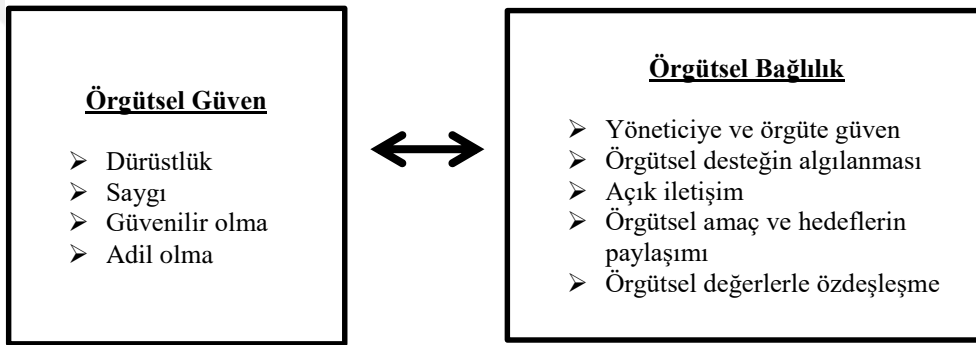 Örgütsel Güven
➢ Dürüstlük
➢ Saygı
➢ Güvenilir olma
➢ Adil olma
Örgütsel Bağlılık
➢ Yöneticiye ve örgüte güven
➢ Örgütsel desteğin algılanması
➢ Açık iletişim
➢ Örgütsel amaç ve hedeflerin
paylaşımı
➢ Örgütsel değerlerle özdeşleşme